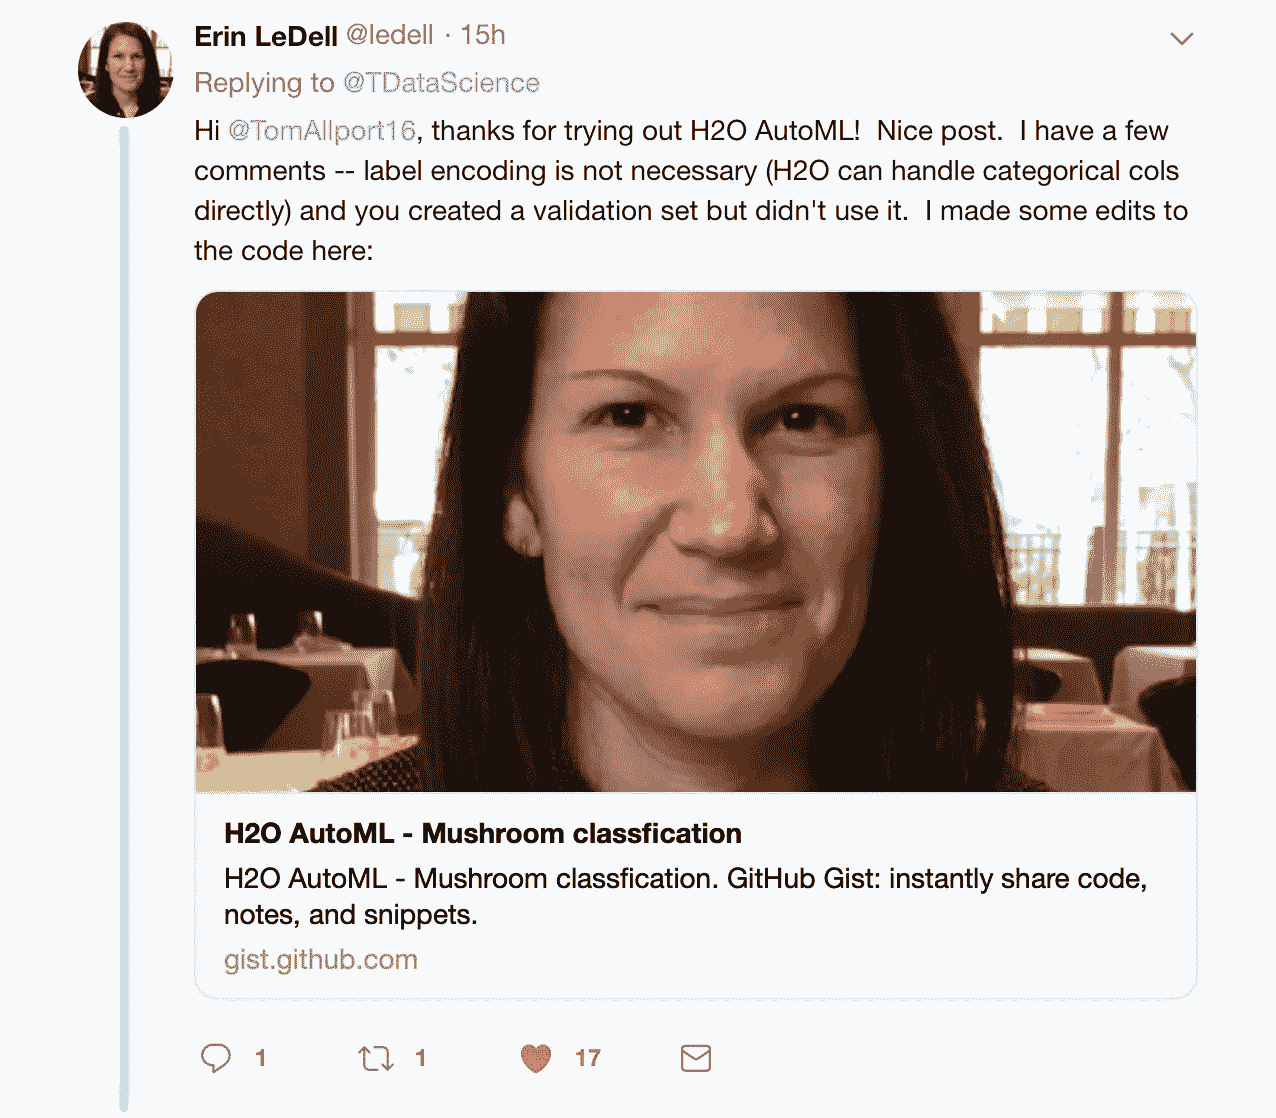 Erin LeDell @ledell · 15h
Replying to @TDataScience
Hi @TomAllport16, thanks for trying out H2O AutoML! Nice post. I have a few
comments -- label encoding is not necessary (H2O can handle categorical cols
directly) and you created a validation set but didn't use it. I made some edits to
the code here:
H2O AutoML - Mushroom classfication
H2O AutoML - Mushroom classfication. GitHub Gist: instantly share code,
notes, and snippets.
gist.github.com
1 1 17